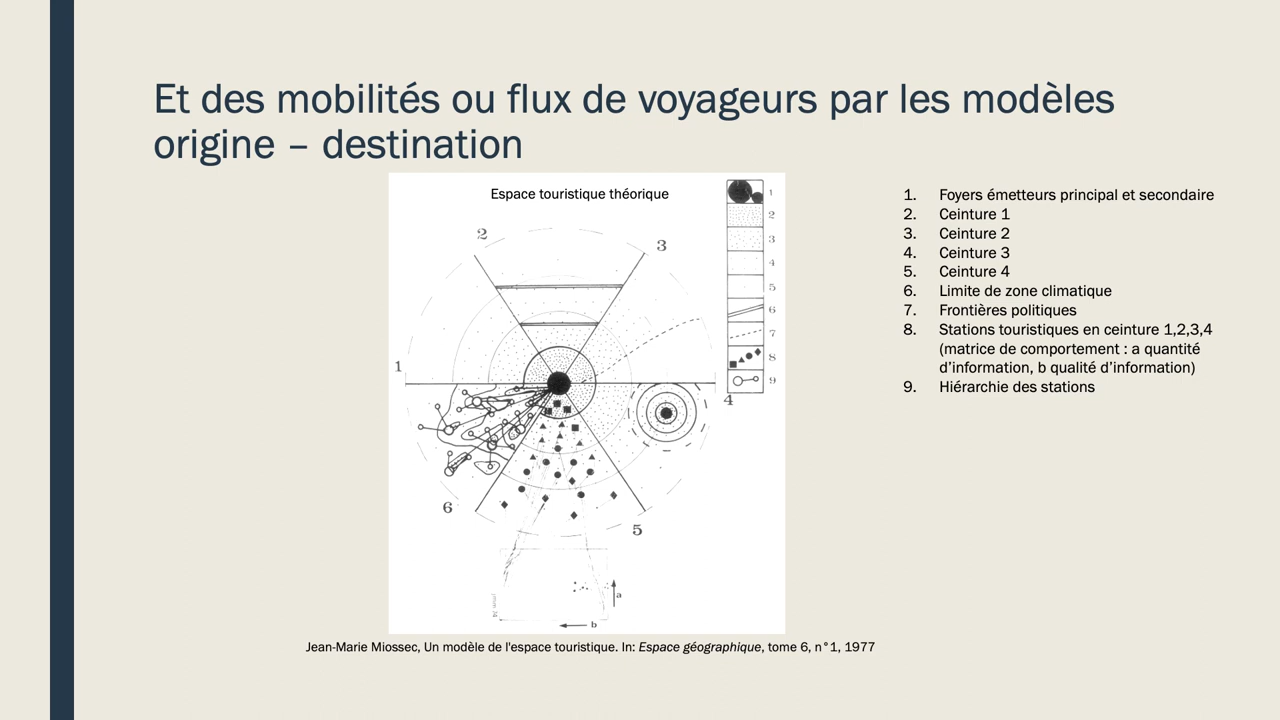 Et des mobilités ou flux de voyageurs par les modèles
origine – destination
Espace touristique théorique
1
2
3
4
5
6
7
8
9
2
3
1
4
6
5
a
b
1. Foyers émetteurs principal et secondaire
2. Ceinture 1
3. Ceinture 2
4. Ceinture 3
5. Ceinture 4
6. Limite de zone climatique
7. Frontières politiques
8. Stations touristiques en ceinture 1,2,3,4
(matrice de comportement : a quantité
d'information, b qualité d'information)
9. Hiérarchie des stations
Jean-Marie Miossec, Un modèle de l'espace touristique. In: Espace géographique, tome 6, n°1, 1977